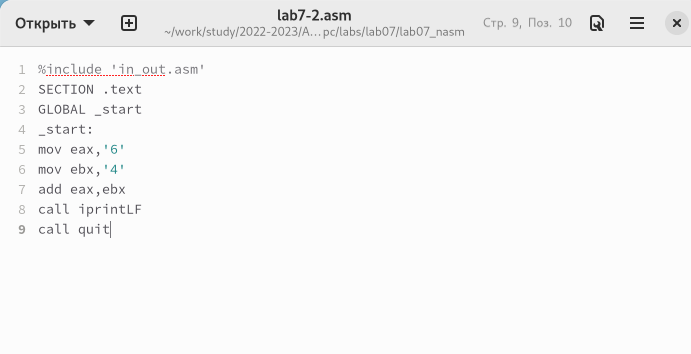 Открыть
lab7-2.asm
~/work/study/2022-2023/А…pc/labs/lab07/lab07_nasm
Стр. 9, Поз. 10
1 %include 'in_out.asm'
2 SECTION .text
3 GLOBAL _start
4 _start:
5 mov eax,'6'
6 mov ebx,'4'
7 add eax,ebx
8 call iprintLF
9 call quit